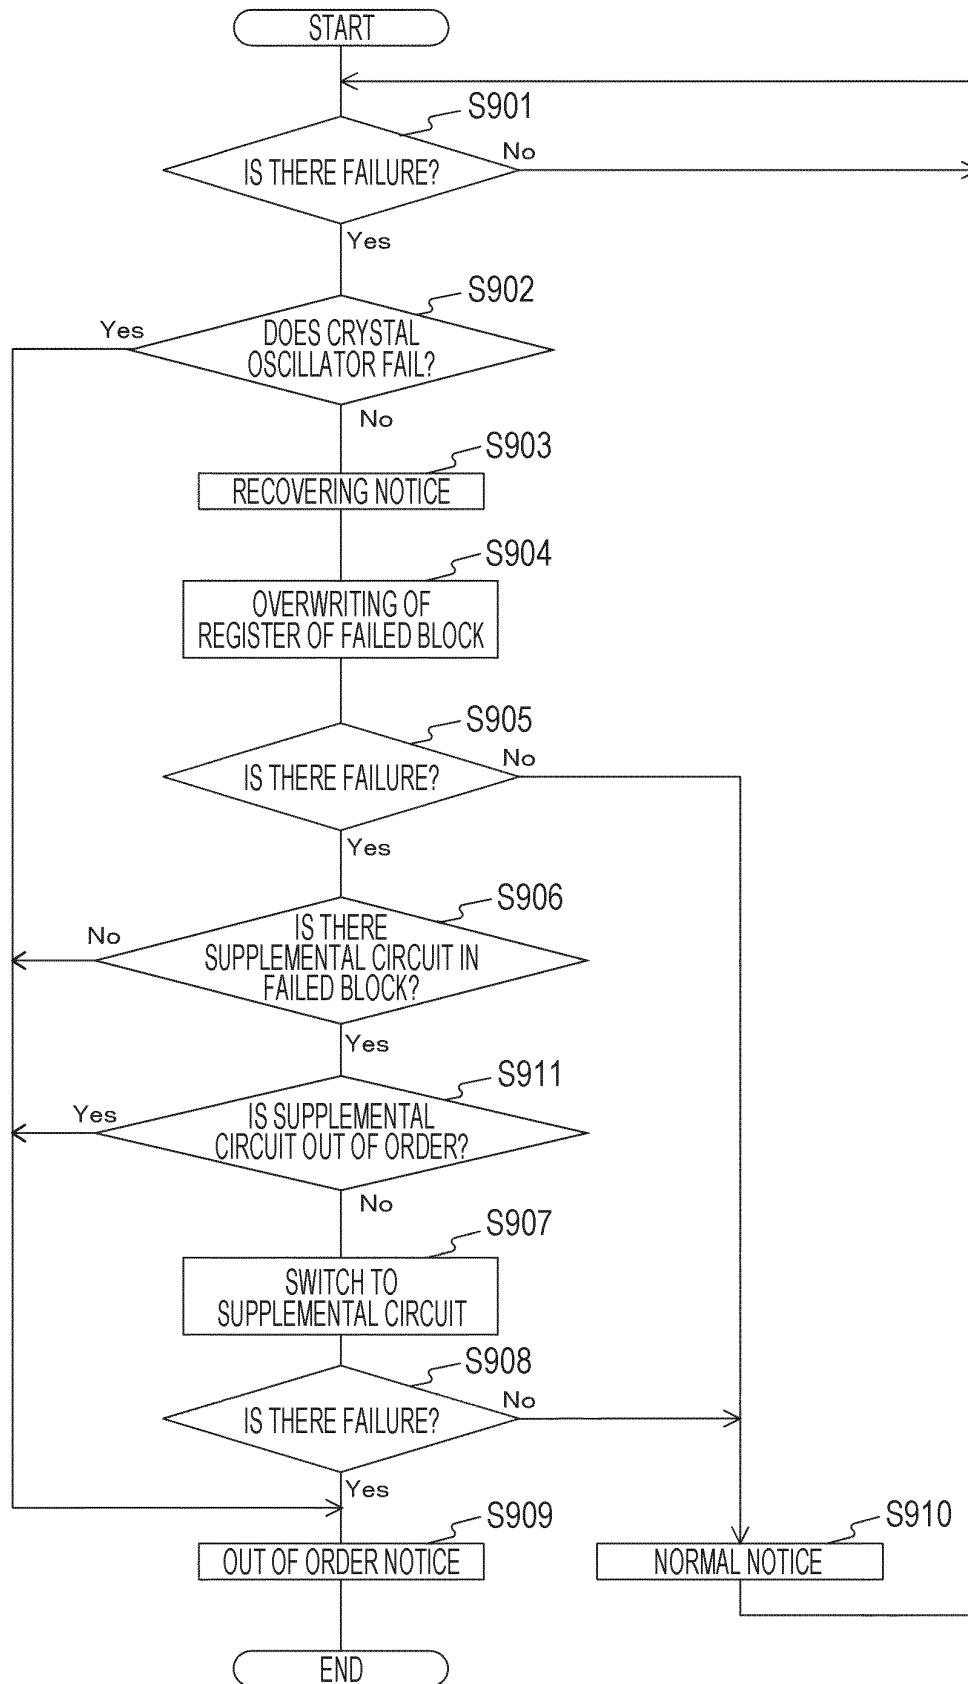 START
S901
IS THERE FAILURE?
No
Yes
S902
Yes
DOES CRYSTAL
OSCILLATOR FAIL?
No
S903
RECOVERING NOTICE
S904
OVERWRITING OF
REGISTER OF FAILED BLOCK
S905
IS THERE FAILURE?
No
Yes
S906
No
IS THERE
SUPPLEMENTAL CIRCUIT IN
FAILED BLOCK?
Yes
S911
Yes
IS SUPPLEMENTAL
CIRCUIT OUT OF ORDER?
No
S907
SWITCH TO
SUPPLEMENTAL CIRCUIT
S908
IS THERE FAILURE?
No
Yes
S909
OUT OF ORDER NOTICE
S910
NORMAL NOTICE
END